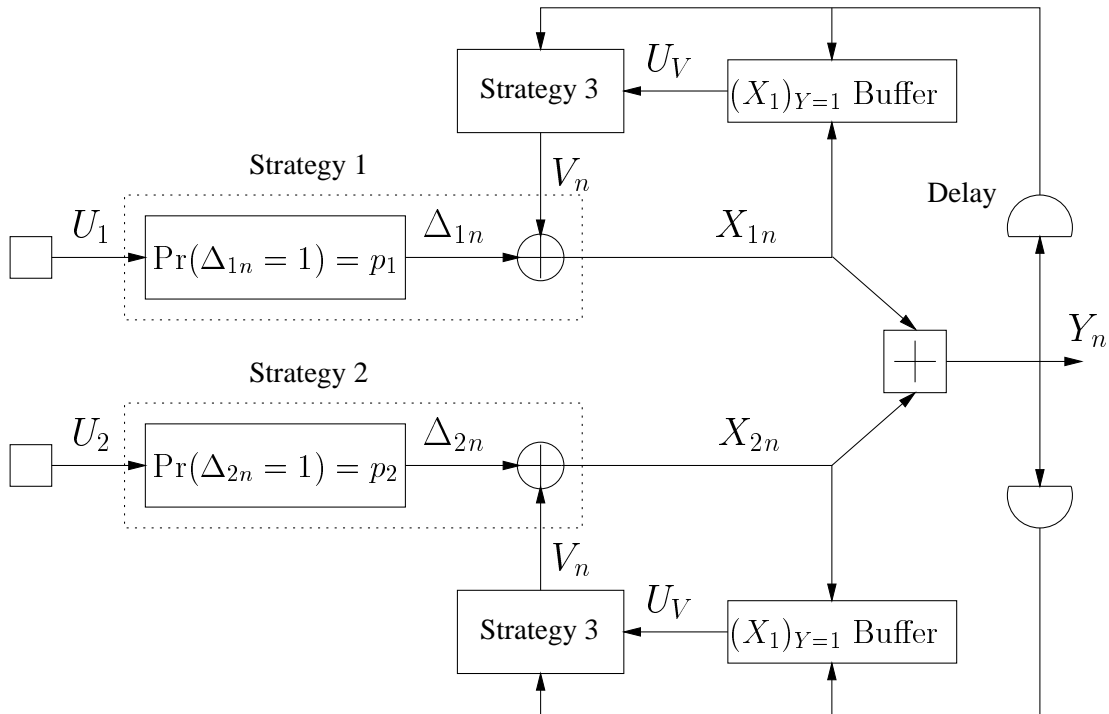 Strategy 3
U_V
(X_1)_{Y=1} Buffer
Strategy 1
V_n
Delay
U_1
Pr(Δ_{1n} = 1) = p_1
Δ_{1n}
X_{1n}
Y_n
Strategy 2
U_2
Pr(Δ_{2n} = 1) = p_2
Δ_{2n}
X_{2n}
V_n
Strategy 3
U_V
(X_1)_{Y=1} Buffer